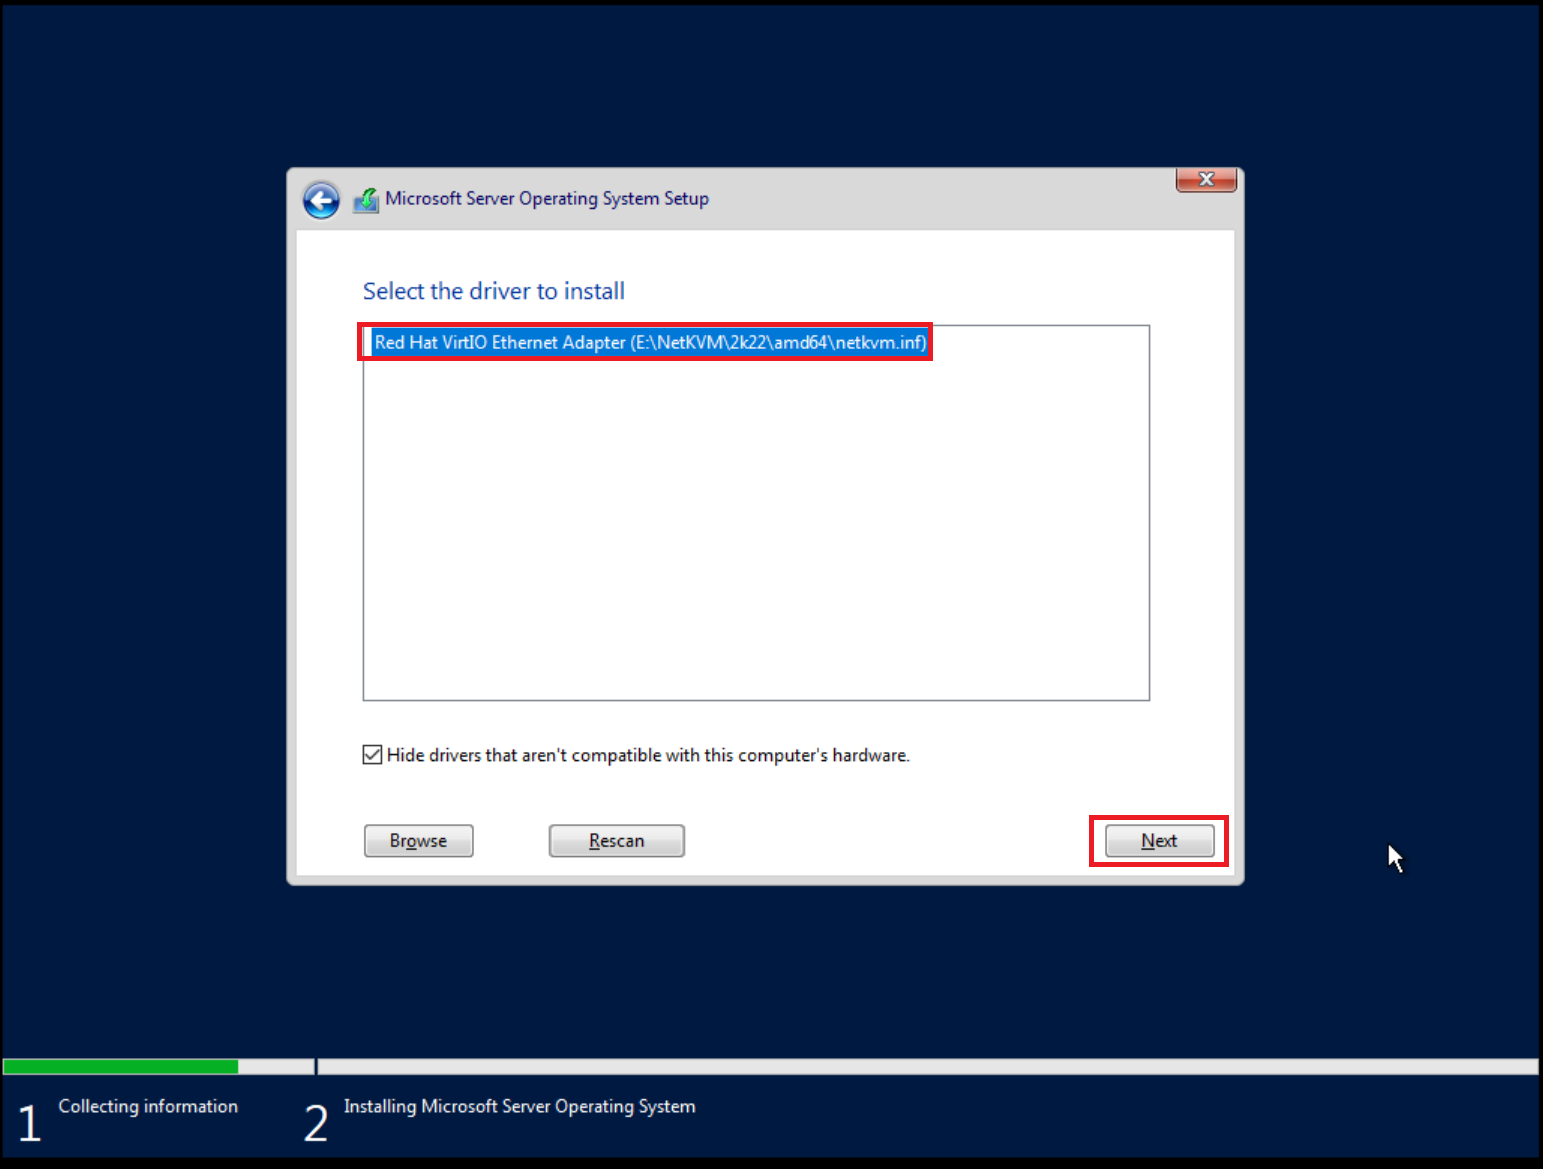 X
Microsoft Server Operating System Setup
Select the driver to install
Red Hat VirtIO Ethernet Adapter (E:\NetKVM\2k22\amd64\netkvm.inf)
Hide drivers that aren't compatible with this computer's hardware.
Browse
Rescan
Next
1 Collecting information
2 Installing Microsoft Server Operating System